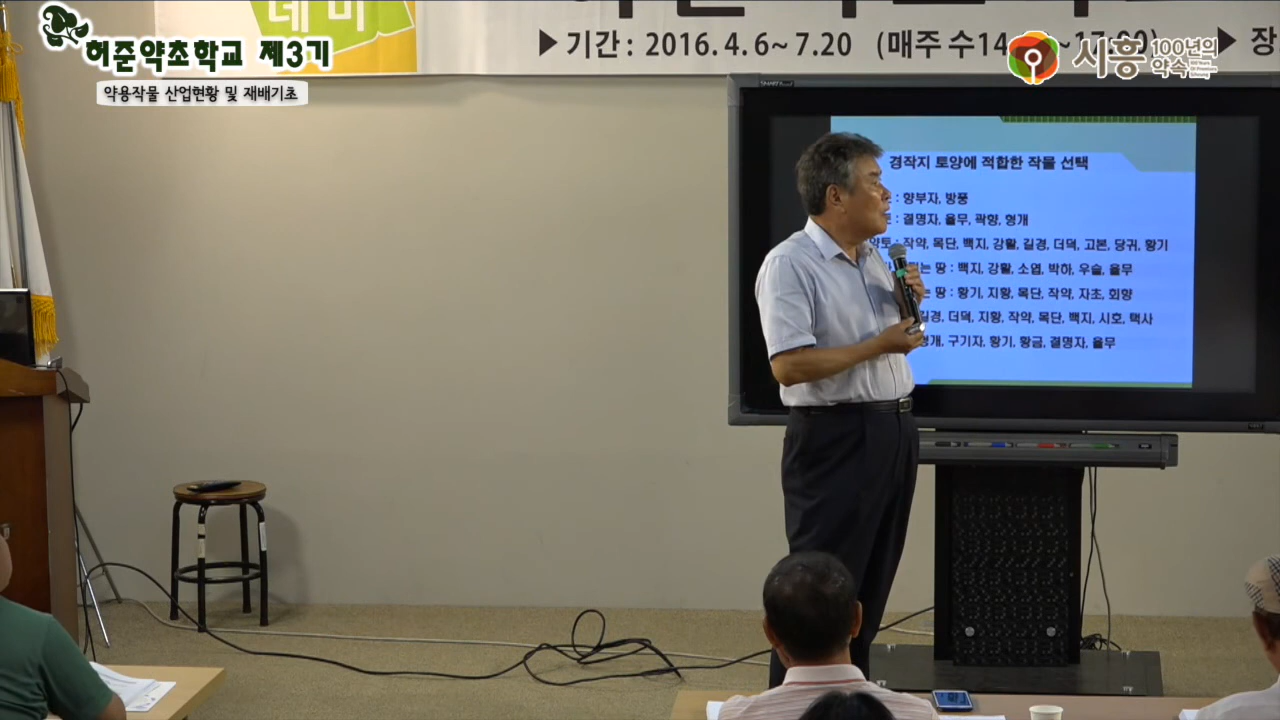 허준약초학교 제3기
약용작물 산업현황 및 재배기초
데미
▶기간 : 2016.4.6~7.20 (매주 수14
▶장
시흥 100년의 약속
경작지 토양에 적합한 작물 선택
: 향부자, 방풍
: 결명자, 율무, 곽향, 형개
양토 : 작약, 목단, 백지, 강활, 길경, 더덕, 고본, 당귀, 황기
는 땅 : 백지, 강활, 소엽, 박하, 우슬, 율무
는 땅 : 황기, 지황, 목단, 작약, 자초, 회향
길경, 더덕, 지황, 작약, 목단, 백지, 시호, 택사
형개, 구기자, 황기, 황금, 결명자, 율무